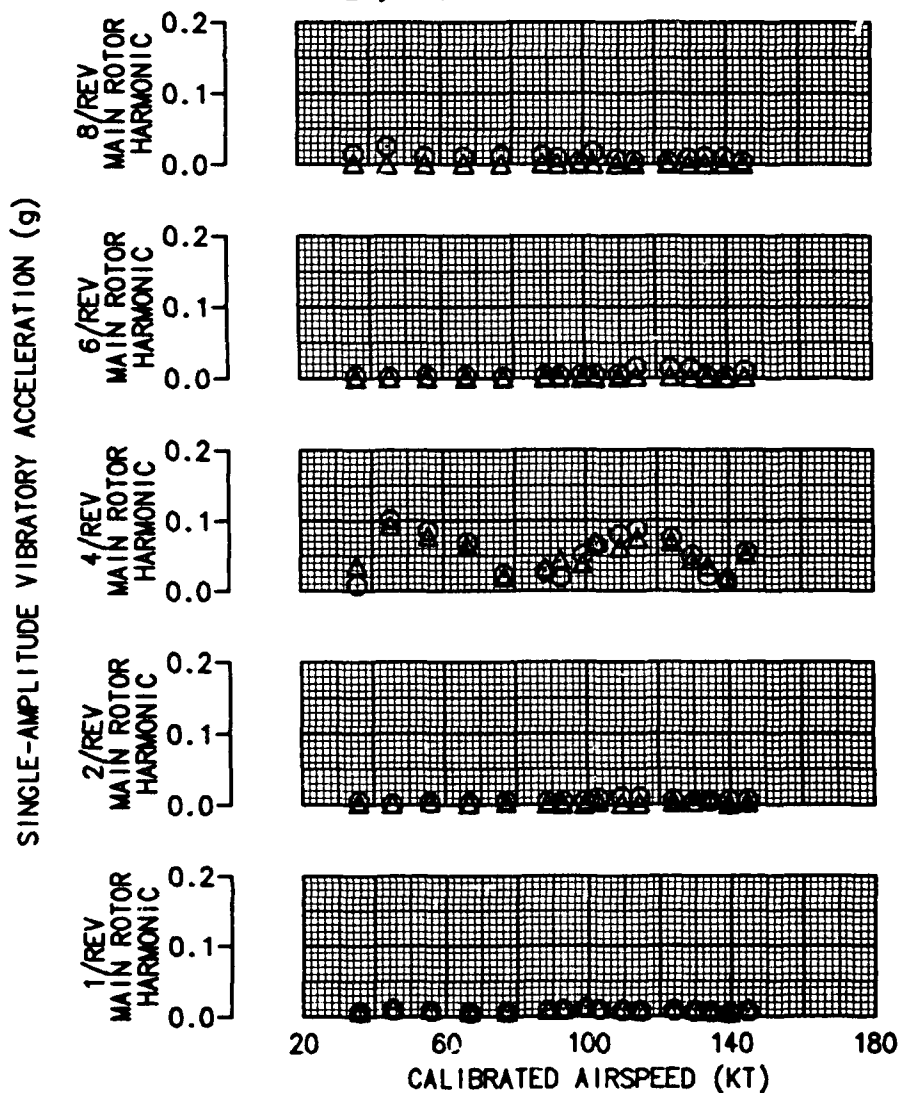 SINGLE-AMPLITUDE VIBRATORY ACCELERATION (g)
8/REV
MAIN ROTOR
HARMONIC
0.2
0.1
0.0
6/REV
MAIN ROTOR
HARMONIC
0.2
0.1
0.0
4/REV
MAIN ROTOR
HARMONIC
0.2
0.1
0.0
2/REV
MAIN ROTOR
HARMONIC
0.2
0.1
0.0
1/REV
MAIN ROTOR
HARMONIC
0.2
0.1
0.0
20 60 100 140 180
CALIBRATED AIRSPEED (KT)